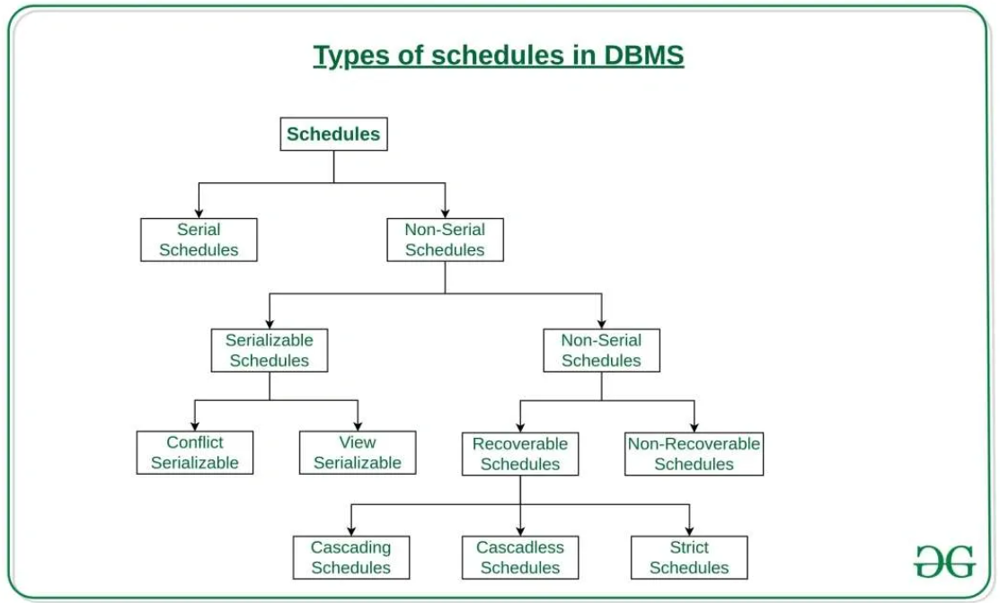 Types of schedules in DBMS
Schedules
Serial
Schedules
Non-Serial
Schedules
Serializable
Schedules
Non-Serial
Schedules
Conflict
Serializable
View
Serializable
Recoverable
Schedules
Non-Recoverable
Schedules
Cascading
Schedules
Cascadless
Schedules
Strict
Schedules